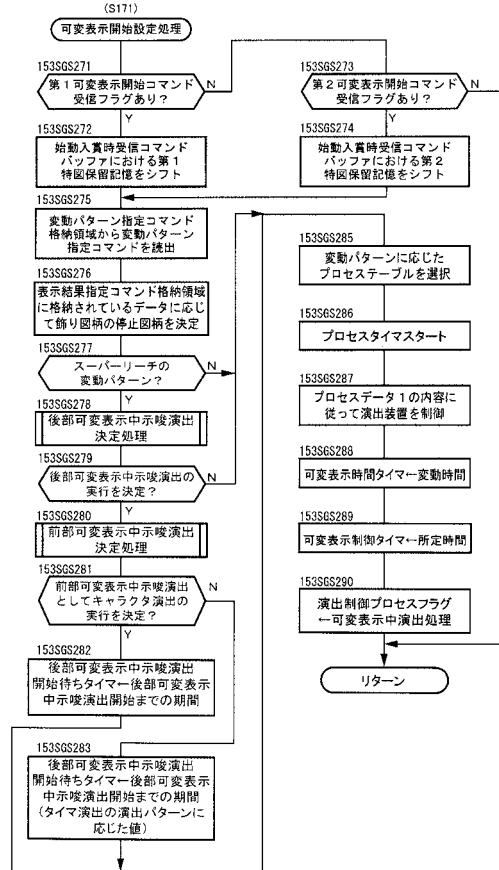 (S171)
可変表示開始設定処理
153SGS271
第1可変表示開始コマンド
受信フラグあり?
N
Y
153SGS273
第2可変表示開始コマンド
受信フラグあり?
N
Y
153SGS272
始動入賞時受信コマンド
バッファにおける第1
特図保留記憶をシフト
153SGS274
始動入賞時受信コマンド
バッファにおける第2
特図保留記憶をシフト
153SGS275
変動パターン指定コマンド
格納領域から変動パターン
指定コマンドを読出
153SGS276
表示結果指定コマンド格納領域
に格納されているデータに応じ
て飾り図柄の停止図柄を決定
153SGS277
スーパーリーチの
変動パターン?
N
Y
153SGS278
後部可変表示中示唆演出
決定処理
153SGS279
後部可変表示中示唆演出の
実行を決定?
N
Y
153SGS280
前部可変表示中示唆演出
決定処理
153SGS281
前部可変表示中示唆演出
としてキャラクタ演出の
実行を決定?
N
Y
153SGS282
後部可変表示中示唆演出
開始待ちタイマ←後部可変表示
中示唆演出開始までの期間
153SGS283
後部可変表示中示唆演出
開始待ちタイマ←後部可変表示
中示唆演出開始までの期間
(タイマ演出の演出パターンに
応じた値)
153SGS285
変動パターンに応じた
プロセステーブルを選択
153SGS286
プロセスタイマスタート
153SGS287
プロセスデータ1の内容に
従って演出装置を制御
153SGS288
可変表示時間タイマ←変動時間
153SGS289
可変表示制御タイマ←所定時間
153SGS290
演出制御プロセスフラグ
←可変表示中演出処理
リターン